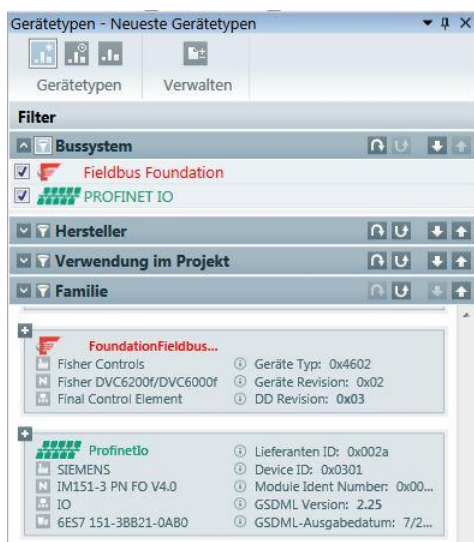 Gerätetypen - Neueste Gerätetypen
Gerätetypen Verwalten
Filter
Bussystem
Fieldbus Foundation
PROFINET IO
Hersteller
Verwendung im Projekt
Familie
FoundationFieldbus...
Fisher Controls Geräte Typ: 0x4602
Fisher DVC6200f/DVC6000f Geräte Revision: 0x02
Final Control Element DD Revision: 0x03
ProfinetIo Lieferanten ID: 0x002a
SIEMENS Device ID: 0x0301
IM151-3 PN FO V4.0 Module Ident Number: 0x00...
IO GSDML Version: 2.25
6ES7 151-3BB21-0AB0 GSDML-Ausgabedatum: 7/2...